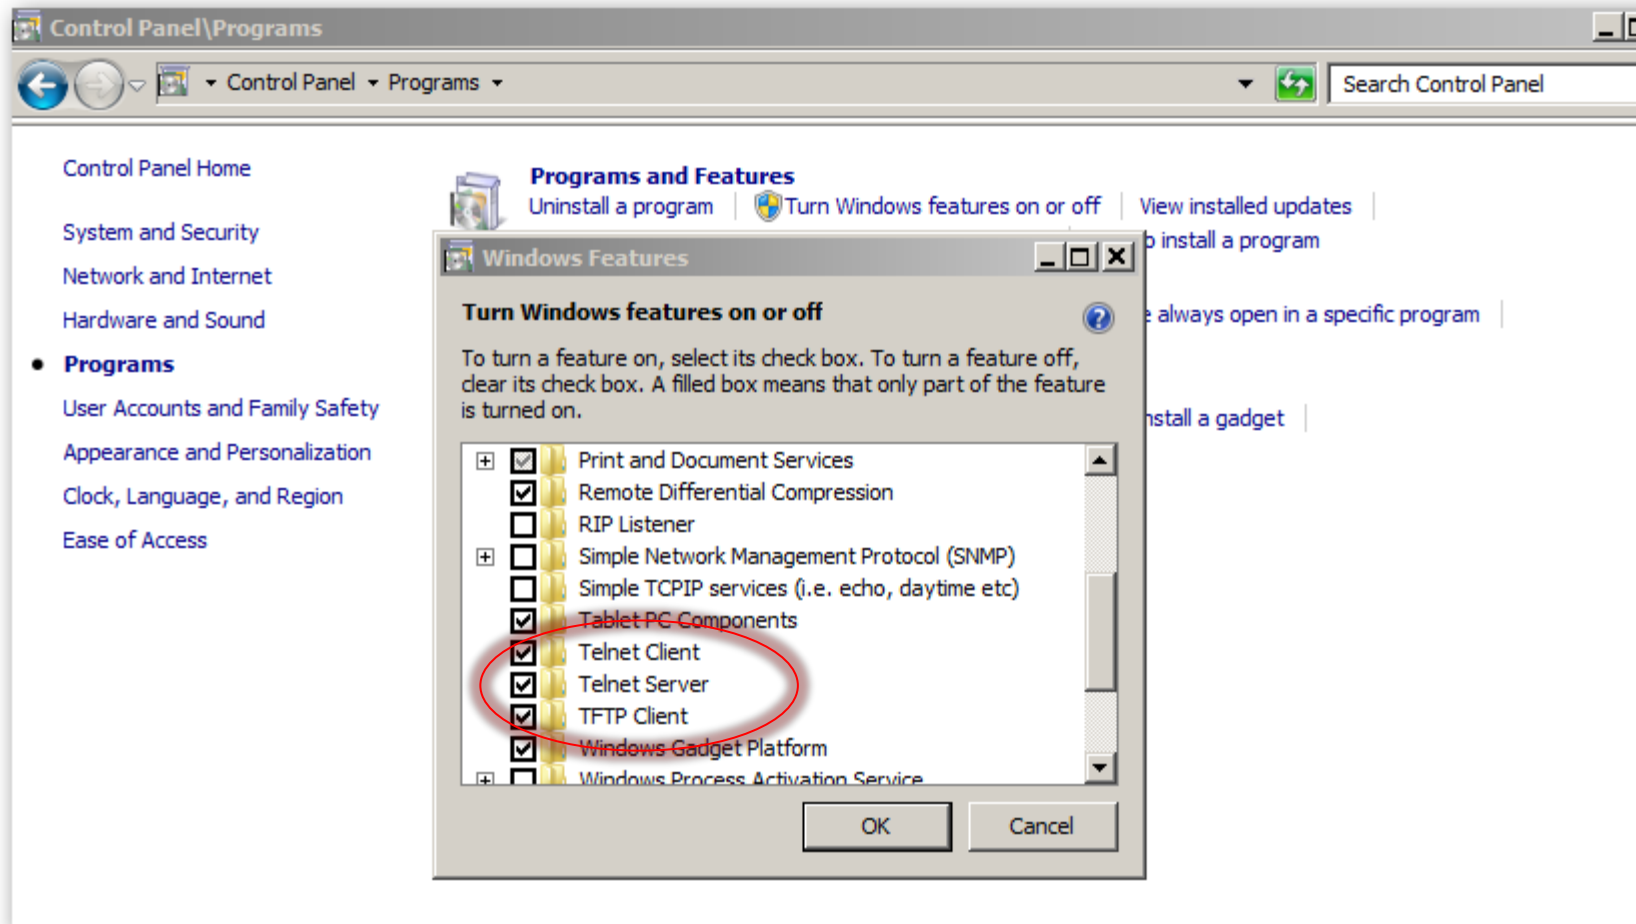 Control Panel\Programs
Control Panel Programs
Search Control Panel
Control Panel Home
System and Security
Network and Internet
Hardware and Sound
Programs
User Accounts and Family Safety
Appearance and Personalization
Clock, Language, and Region
Ease of Access
Programs and Features
Uninstall a program Turn Windows features on or off View installed updates
install a program
always open in a specific program
a gadget
Windows Features
Turn Windows features on or off
To turn a feature on, select its check box. To turn a feature off,
clear its check box. A filled box means that only part of the feature
is turned on.
Print and Document Services
Remote Differential Compression
RIP Listener
Simple Network Management Protocol (SNMP)
Simple TCPIP services (i.e. echo, daytime etc)
Tablet PC Components
Telnet Client
Telnet Server
TFTP Client
Windows Gadget Platform
Windows Process Activation Service
OK Cancel